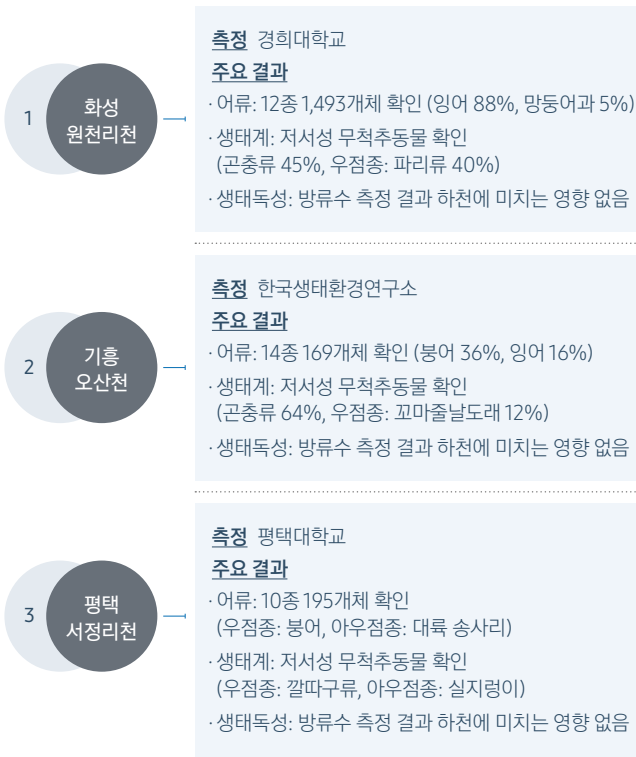 1
화성
원천리천
측정 경희대학교
주요 결과
· 어류: 12종 1,493개체 확인 (잉어 88%, 망둥어과 5%)
· 생태계: 저서성 무척추동물 확인
(곤충류 45%, 우점종: 파리류 40%)
· 생태독성: 방류수 측정 결과 하천에 미치는 영향 없음
2
기흥
오산천
측정 한국생태환경연구소
주요 결과
· 어류: 14종 169개체 확인 (붕어 36%, 잉어 16%)
· 생태계: 저서성 무척추동물 확인
(곤충류 64%, 우점종: 꼬마줄날도래 12%)
· 생태독성: 방류수 측정 결과 하천에 미치는 영향 없음
3
평택
서정리천
측정 평택대학교
주요 결과
· 어류: 10종 195개체 확인
(우점종: 붕어, 아우점종: 대륙 송사리)
· 생태계: 저서성 무척추동물 확인
(우점종: 깔따구류, 아우점종: 실지렁이)
· 생태독성: 방류수 측정 결과 하천에 미치는 영향 없음